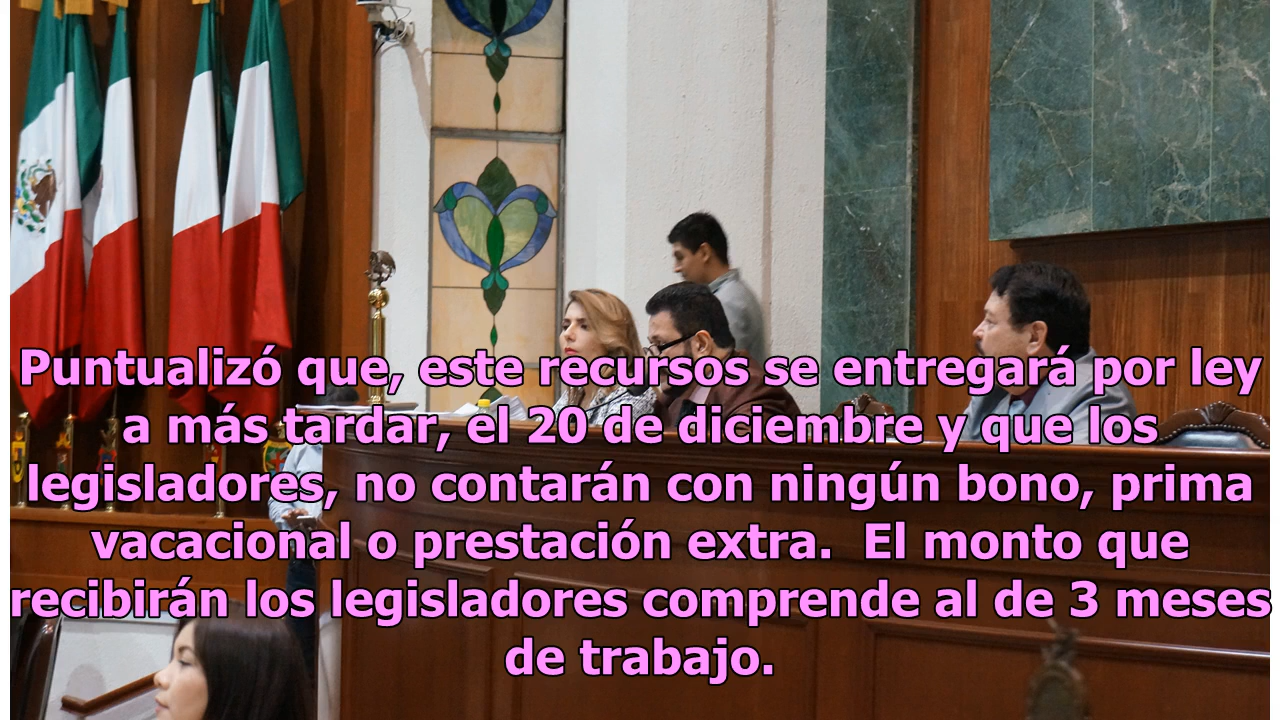 Puntualizó que, este recursos se entregará por ley
a más tardar, el 20 de diciembre y que los
legisladores, no contarán con ningún bono, prima
vacacional o prestación extra.  El monto que
recibirán los legisladores comprende al de 3 meses
de trabajo.